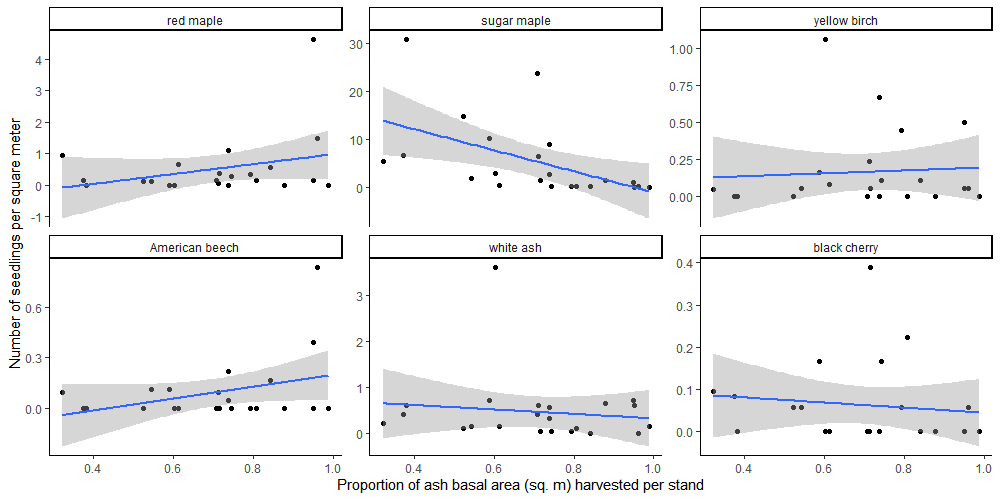 red maple
sugar maple
yellow birch
4
3
2
1
0
-1
30
20
10
0
1.00
0.75
0.50
0.25
0.00
Number of seedlings per square meter
American beech
white ash
black cherry
0.6
0.3
0.0
3
2
1
0
0.4
0.3
0.2
0.1
0.0
0.4 0.6 0.8 1.0
0.4 0.6 0.8 1.0
0.4 0.6 0.8 1.0
Proportion of ash basal area (sq. m) harvested per stand